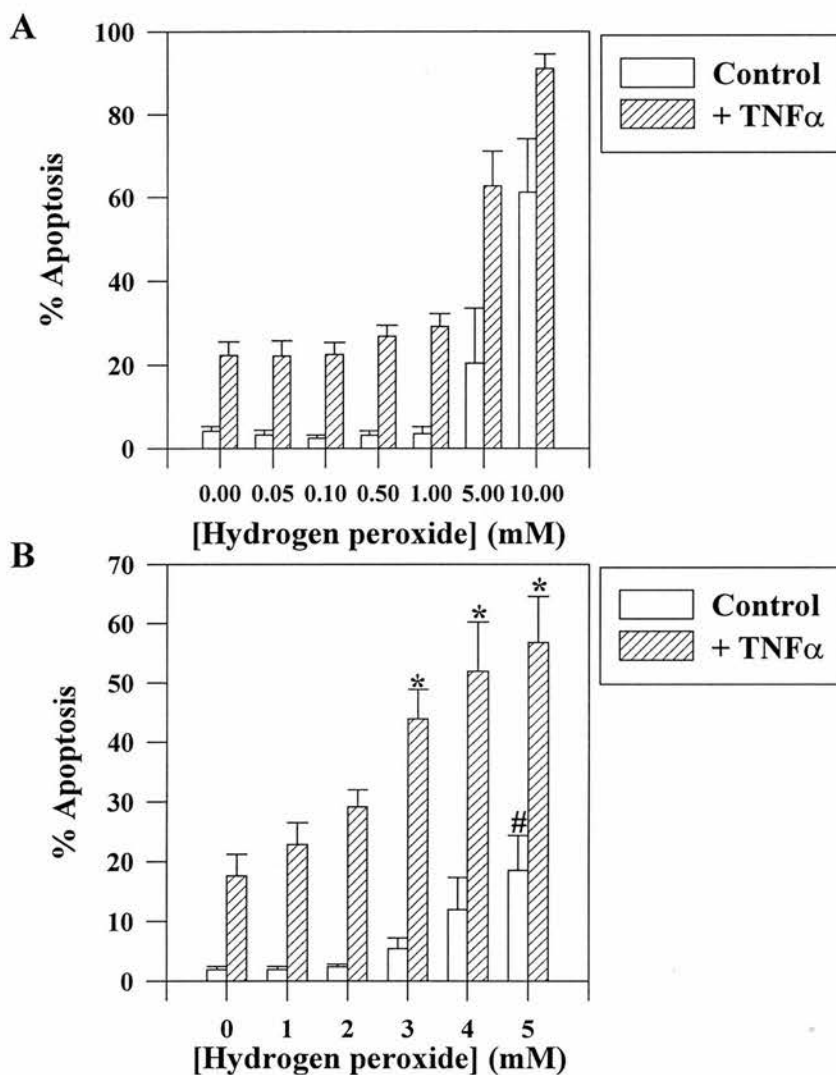 A
% Apoptosis
100
80
60
40
20
0
0.00 0.05 0.10 0.50 1.00 5.00 10.00
[Hydrogen peroxide] (mM)
Control
+ TNFα
B
% Apoptosis
70
60
50
40
30
20
10
0
* * *
#
0 1 2 3 4 5
[Hydrogen peroxide] (mM)
Control
+ TNFα